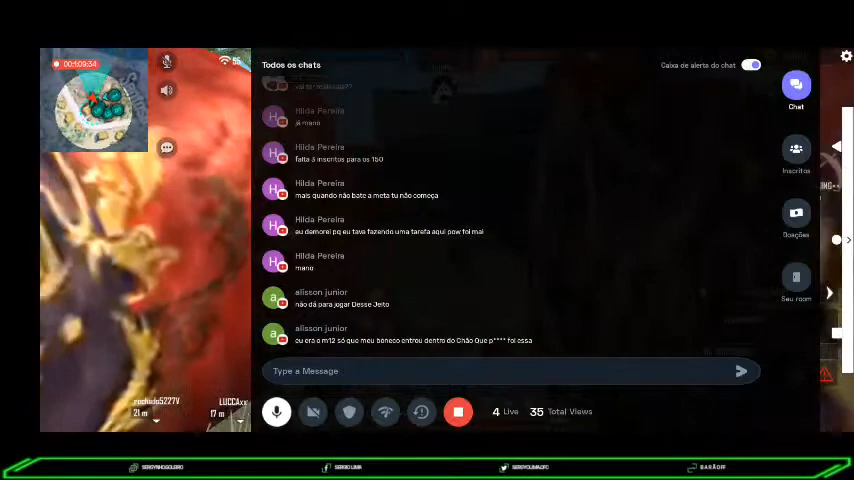 00:1:09:34
Todos os chats
Caixa de alerta do chat
Hilda Pereira
já mano
Chat
Hilda Pereira
falta 3 inscritos para os 150
Inscritos
Hilda Pereira
mais quando não bate a meta tu não começa
Hilda Pereira
eu demorei pq eu tava fazendo uma tarefa aqui pow foi mal
Doações
Hilda Pereira
mano
alisson junior
não dá para jogar Desse Jeito
Seu room
alisson junior
eu era o m12 só que meu boneco entrou dentro do Chão Que p**** foi essa
Type a Message
21 m
17 m
4 Live 35 Total Views
SERGIO LIMA
BARÃOFF